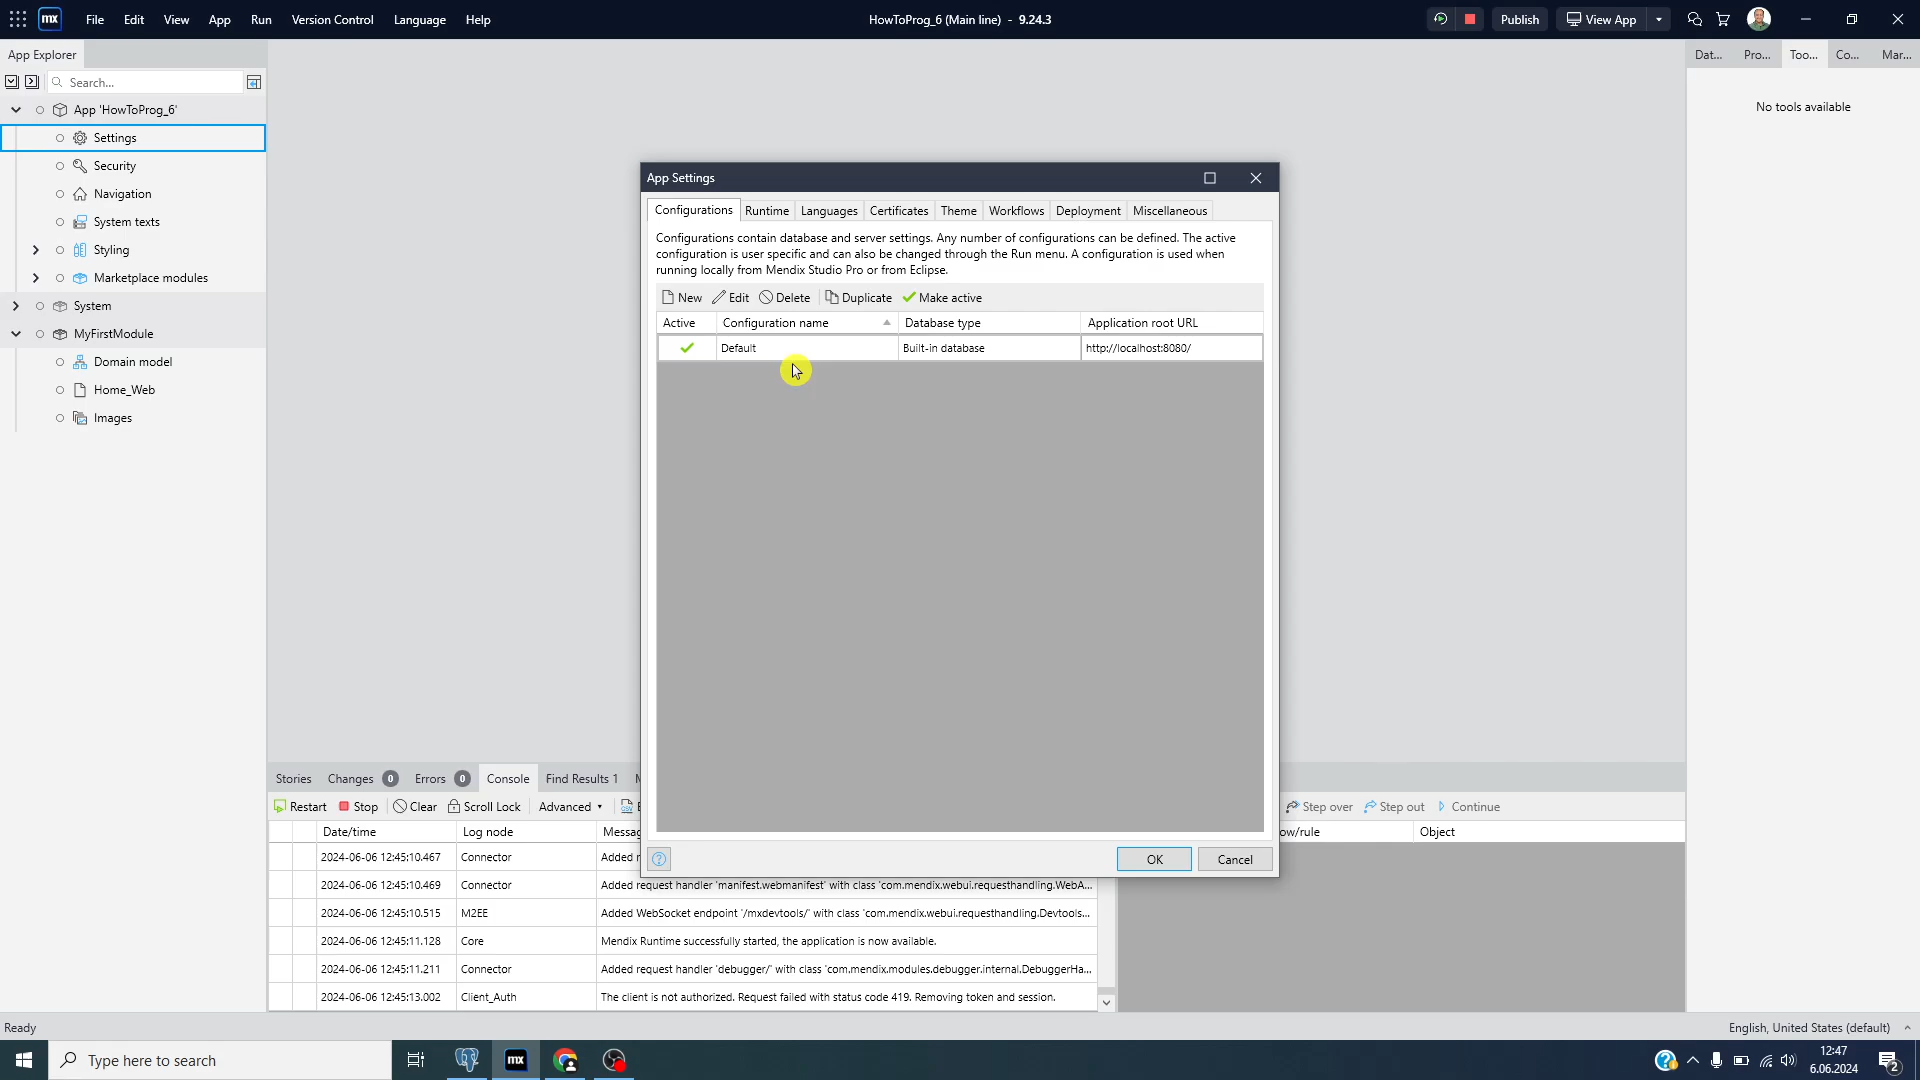 mx File Edit View App Run Version Control Language Help
HowToProg_6 (Main line) - 9.24.3
Publish View App
App Explorer
Search...
App 'HowToProg_6'
Settings
Security
Navigation
System texts
Styling
Marketplace modules
System
MyFirstModule
Domain model
Home_Web
Images
Dat... Pro... Too... Co... Mar...
No tools available
App Settings
Configurations Runtime Languages Certificates Theme Workflows Deployment Miscellaneous
Configurations contain database and server settings. Any number of configurations can be defined. The active
configuration is user specific and can also be changed through the Run menu. A configuration is used when
running locally from Mendix Studio Pro or from Eclipse.
New Edit Delete Duplicate Make active
Active Configuration name Database type Application root URL
Default Built-in database http://localhost:8080/
OK Cancel
Stories Changes 0 Errors 0 Console Find Results 1
Restart Stop Clear Scroll Lock Advanced
Step over Step out Continue
Date/time Log node Messag
ow/rule Object
2024-06-06 12:45:10.467 Connector Added r
2024-06-06 12:45:10.469 Connector Added request handler 'manifest.webmanifest' with class 'com.mendix.webui.requesthandling.WebA...
2024-06-06 12:45:10.515 M2EE Added WebSocket endpoint '/mxdevtools/' with class 'com.mendix.webui.requesthandling.Devtools...
2024-06-06 12:45:11.128 Core Mendix Runtime successfully started, the application is now available.
2024-06-06 12:45:11.211 Connector Added request handler 'debugger/' with class 'com.mendix.modules.debugger.internal.DebuggerHa...
2024-06-06 12:45:13.002 Client_Auth The client is not authorized. Request failed with status code 419. Removing token and session.
Ready
English, United States (default)
Type here to search
mx
12:47
6.06.2024
2